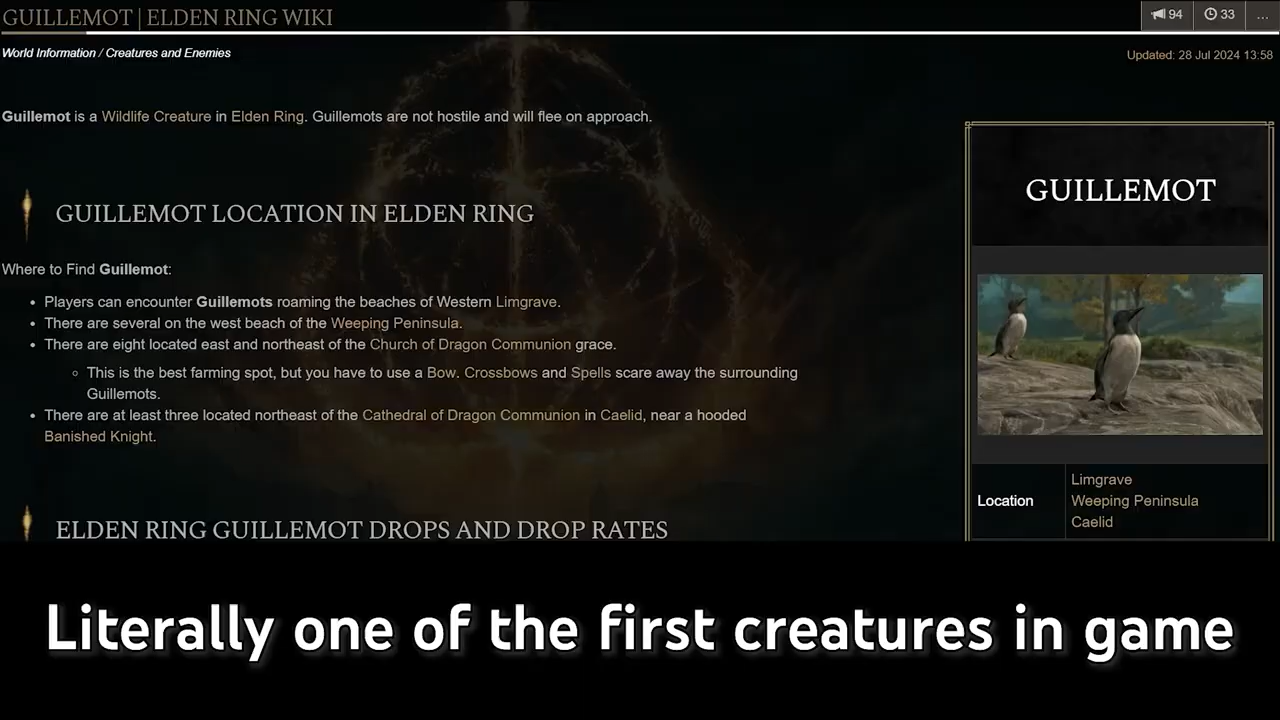 GUILLEMOT | ELDEN RING WIKI
94
33
...
World Information / Creatures and Enemies
Updated: 28 Jul 2024 13:58
Guillemot is a Wildlife Creature in Elden Ring. Guillemots are not hostile and will flee on approach.
GUILLEMOT LOCATION IN ELDEN RING
Where to Find Guillemot:
• Players can encounter Guillemots roaming the beaches of Western Limgrave.
• There are several on the west beach of the Weeping Peninsula.
• There are eight located east and northeast of the Church of Dragon Communion grace.
◦ This is the best farming spot, but you have to use a Bow. Crossbows and Spells scare away the surrounding
Guillemots.
• There are at least three located northeast of the Cathedral of Dragon Communion in Caelid, near a hooded
Banished Knight.
ELDEN RING GUILLEMOT DROPS AND DROP RATES
GUILLEMOT
Location
Limgrave
Weeping Peninsula
Caelid
Literally one of the first creatures in game